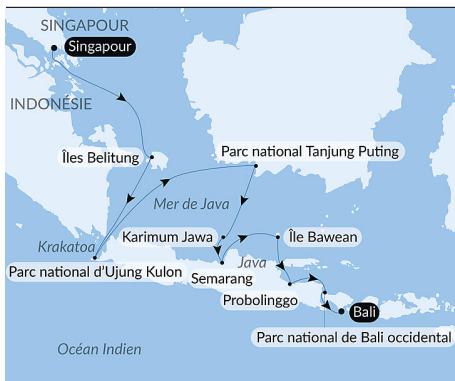 SINGAPOUR
Singapour
INDONÉSIE
Îles Belitung
Parc national Tanjung Puting
Mer de Java
Krakatoa
Karimum Jawa
Île Bawean
Parc national d'Ujung Kulon
Java
Semarang
Probolinggo
Bali
Parc national de Bali occidental
Océan Indien